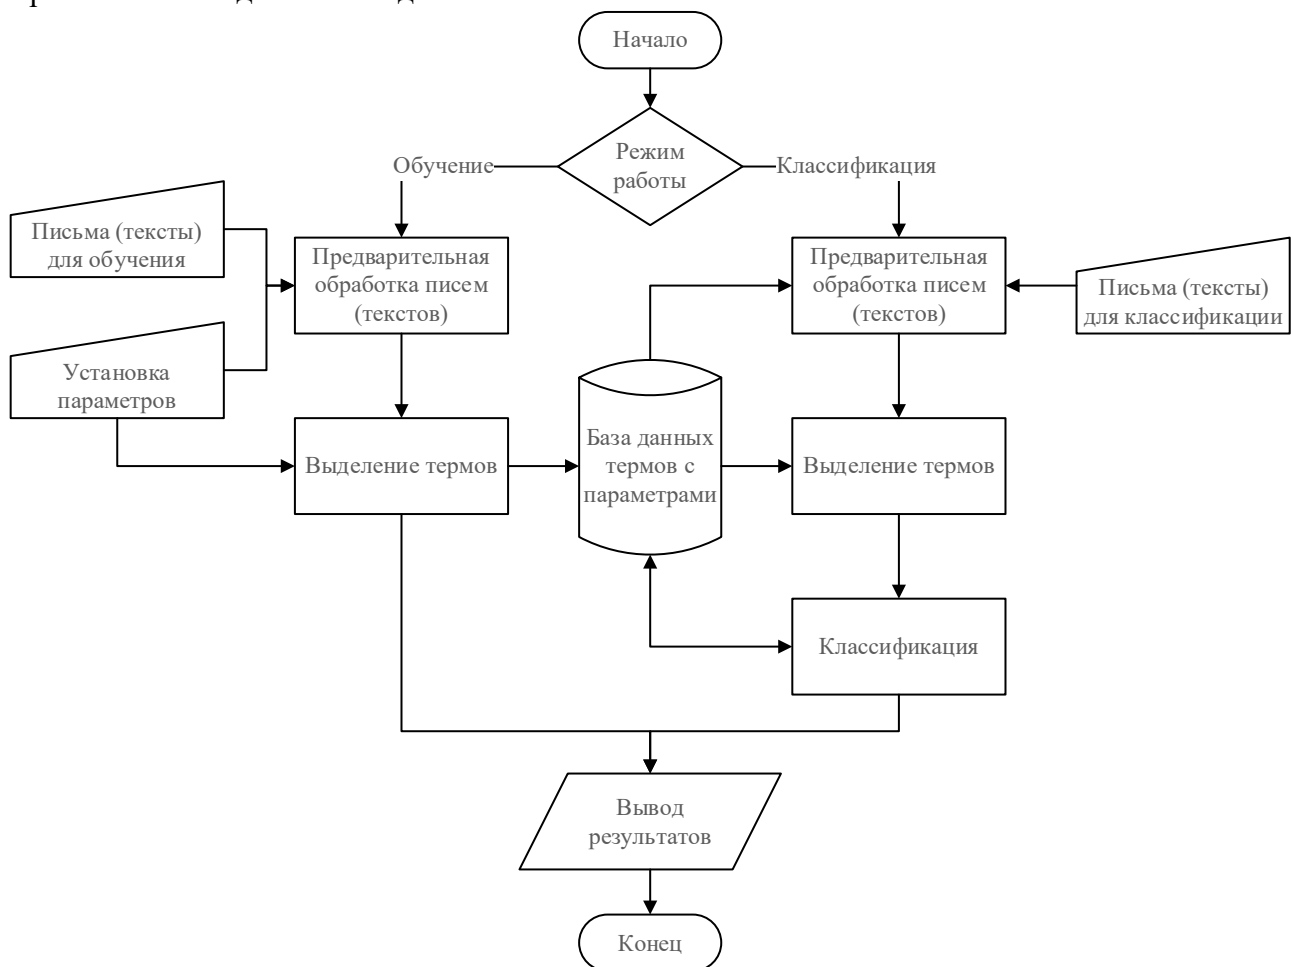 Начало
Режим
работы
Обучение
Классификация
Письма (тексты)
для обучения
Предварительная
обработка писем
(текстов)
Предварительная
обработка писем
(текстов)
Письма (тексты)
для классификации
Установка
параметров
Выделение термов
База данных
термов с
параметрами
Выделение термов
Классификация
Вывод
результатов
Конец